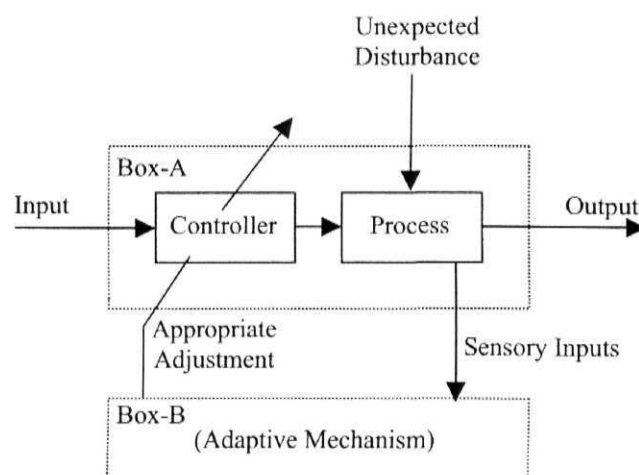 Unexpected
Disturbance
Box-A
Input
Controller
Process
Output
Appropriate
Adjustment
Sensory Inputs
Box-B
(Adaptive Mechanism)